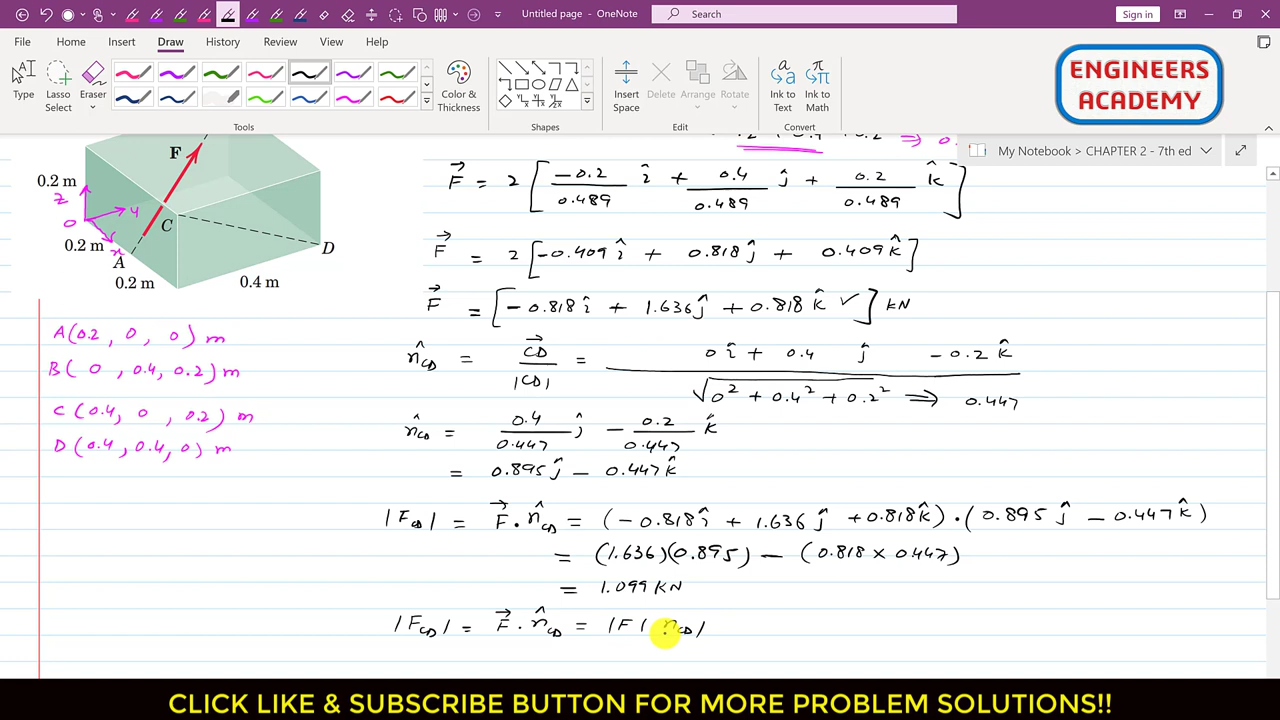 Untitled page - OneNote
Search
Sign in
File Home Insert Draw History Review View Help
Type
Lasso Select
Eraser
Color & Thickness
Insert Space
Delete
Arrange
Rotate
Ink to Text
Ink to Math
Tools
Shapes
Edit
Convert
ENGINEERS ACADEMY
My Notebook > CHAPTER 2 - 7th ed
F
0.2 m
z
y
O
C
0.2 m
x
A
D
0.2 m
0.4 m
A(0.2, 0, 0) m
B( 0, 0.4, 0.2) m
C(0.4, 0, 0.2) m
D(0.4, 0.4, 0) m
F⃗ = 2 [ -0.2/0.489 î + 0.4/0.489 ĵ + 0.2/0.489 k̂ ]
F⃗ = 2 [ -0.409 î + 0.818 ĵ + 0.409 k̂ ]
F⃗ = [ -0.818 î + 1.636 ĵ + 0.818 k̂ ✓ ] KN
n̂CD = CD⃗/|CD| = 0 î + 0.4 ĵ - 0.2 k̂ / √0² + 0.4² + 0.2² ⇒ 0.447
n̂CD = 0.4/0.447 ĵ - 0.2/0.447 k̂
= 0.895 ĵ - 0.447 k̂
|FCD| = F⃗ . n̂CD = (-0.818 î + 1.636 ĵ + 0.818 k̂) • (0.895 ĵ - 0.447 k̂)
= (1.636)(0.895) - (0.818 × 0.447)
= 1.099 KN
|FCD| = F⃗ . n̂CD = |F| nCD|
CLICK LIKE & SUBSCRIBE BUTTON FOR MORE PROBLEM SOLUTIONS!!